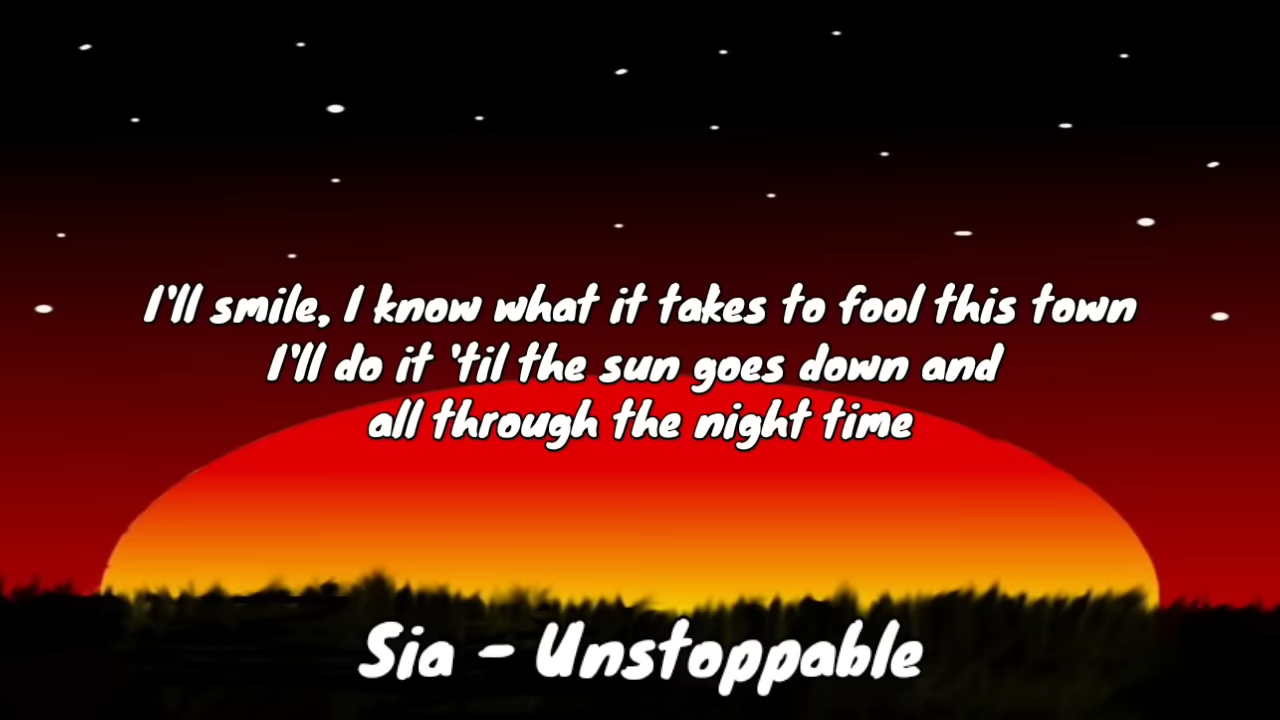 I'll smile, I know what it takes to fool this town
I'll do it 'til the sun goes down and
all through the night time
Sia - Unstoppable